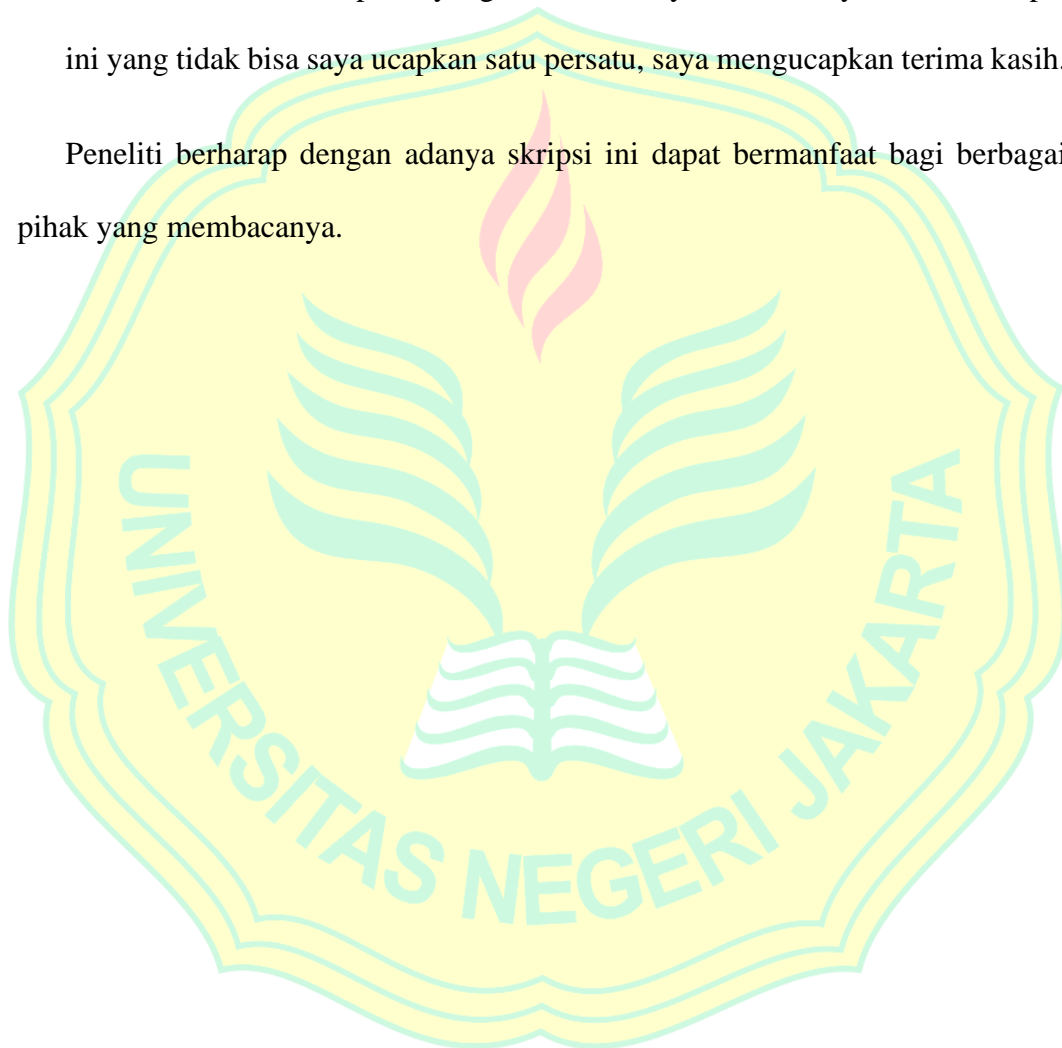 ini yang tidak bisa saya ucapkan satu persatu, saya mengucapkan terima kasih.
Peneliti berharap dengan adanya skripsi ini dapat bermanfaat bagi berbagai
pihak yang membacanya.
UNIVERSITAS NEGERI JAKARTA